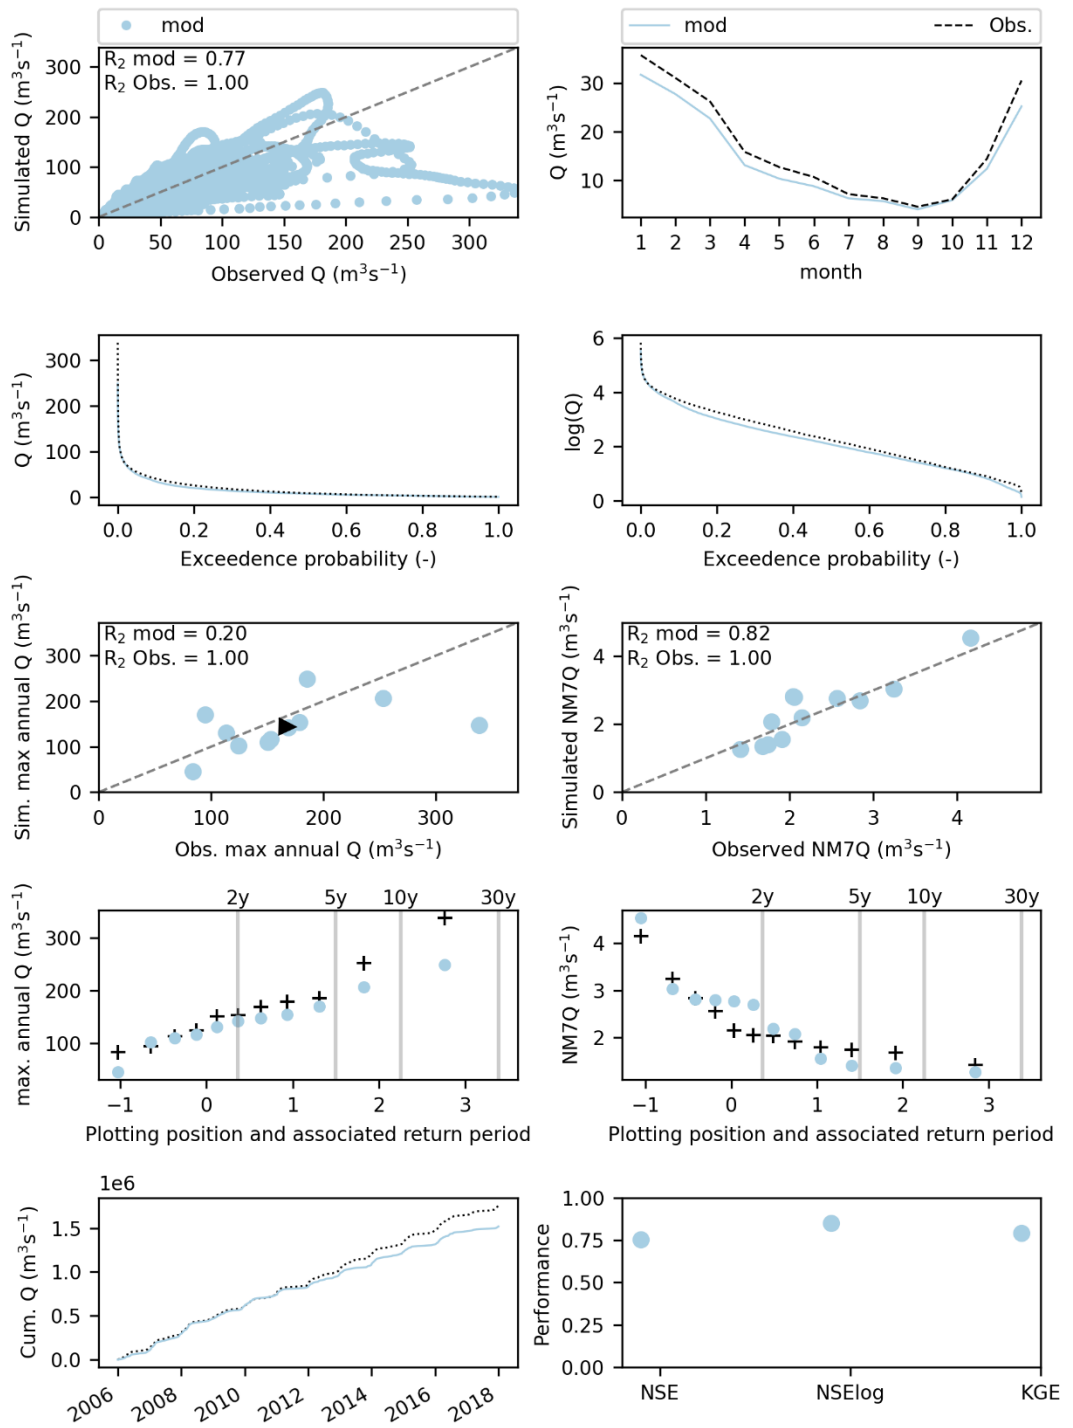 mod
mod Obs.
R₂ mod = 0.77
R₂ Obs. = 1.00
Simulated Q (m³s⁻¹)
300
200
100
0
0 50 100 150 200 250 300
Observed Q (m³s⁻¹)
Q (m³s⁻¹)
30
20
10
1 2 3 4 5 6 7 8 9 10 11 12
month
Q (m³s⁻¹)
300
200
100
0
0.0 0.2 0.4 0.6 0.8 1.0
Exceedence probability (-)
log(Q)
6
4
2
0
0.0 0.2 0.4 0.6 0.8 1.0
Exceedence probability (-)
R₂ mod = 0.20
R₂ Obs. = 1.00
Sim. max annual Q (m³s⁻¹)
300
200
100
0
0 100 200 300
Obs. max annual Q (m³s⁻¹)
R₂ mod = 0.82
R₂ Obs. = 1.00
Simulated NM7Q (m³s⁻¹)
4
2
0
0 1 2 3 4
Observed NM7Q (m³s⁻¹)
2y 5y 10y 30y
max. annual Q (m³s⁻¹)
300
200
100
−1 0 1 2 3
Plotting position and associated return period
2y 5y 10y 30y
NM7Q (m³s⁻¹)
4
3
2
−1 0 1 2 3
Plotting position and associated return period
1e6
Cum. Q (m³s⁻¹)
1.5
1.0
0.5
0.0
2006 2008 2010 2012 2014 2016 2018
Performance
1.00
0.75
0.50
0.25
0.00
NSE NSElog KGE